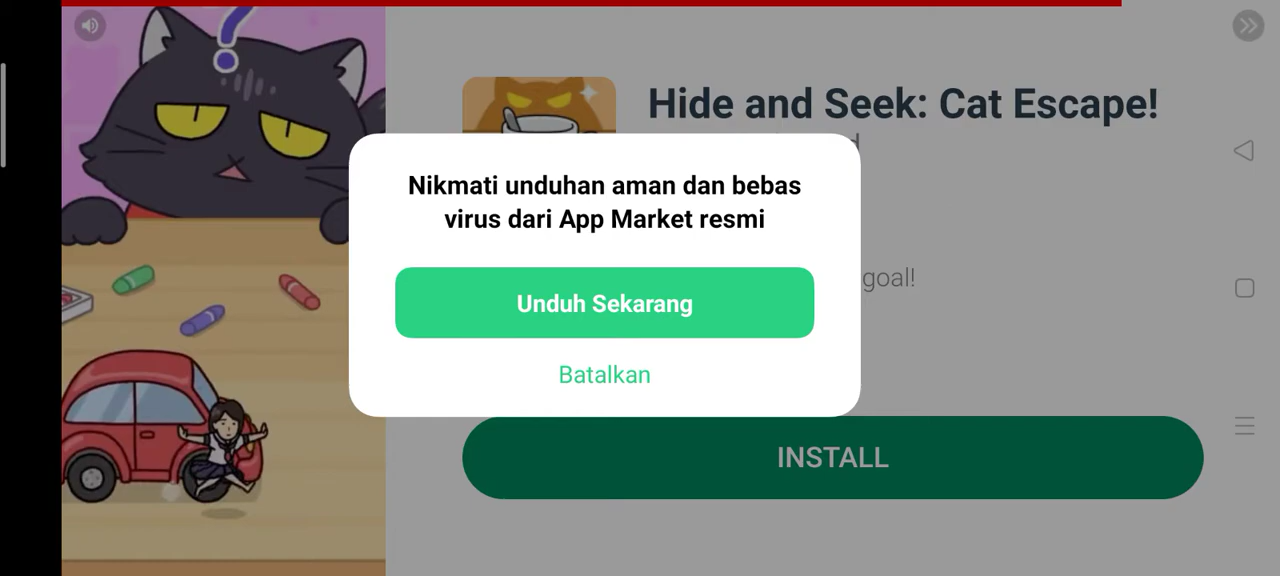 Hide and Seek: Cat Escape!
Nikmati unduhan aman dan bebas
virus dari App Market resmi
goal!
Unduh Sekarang
Batalkan
INSTALL